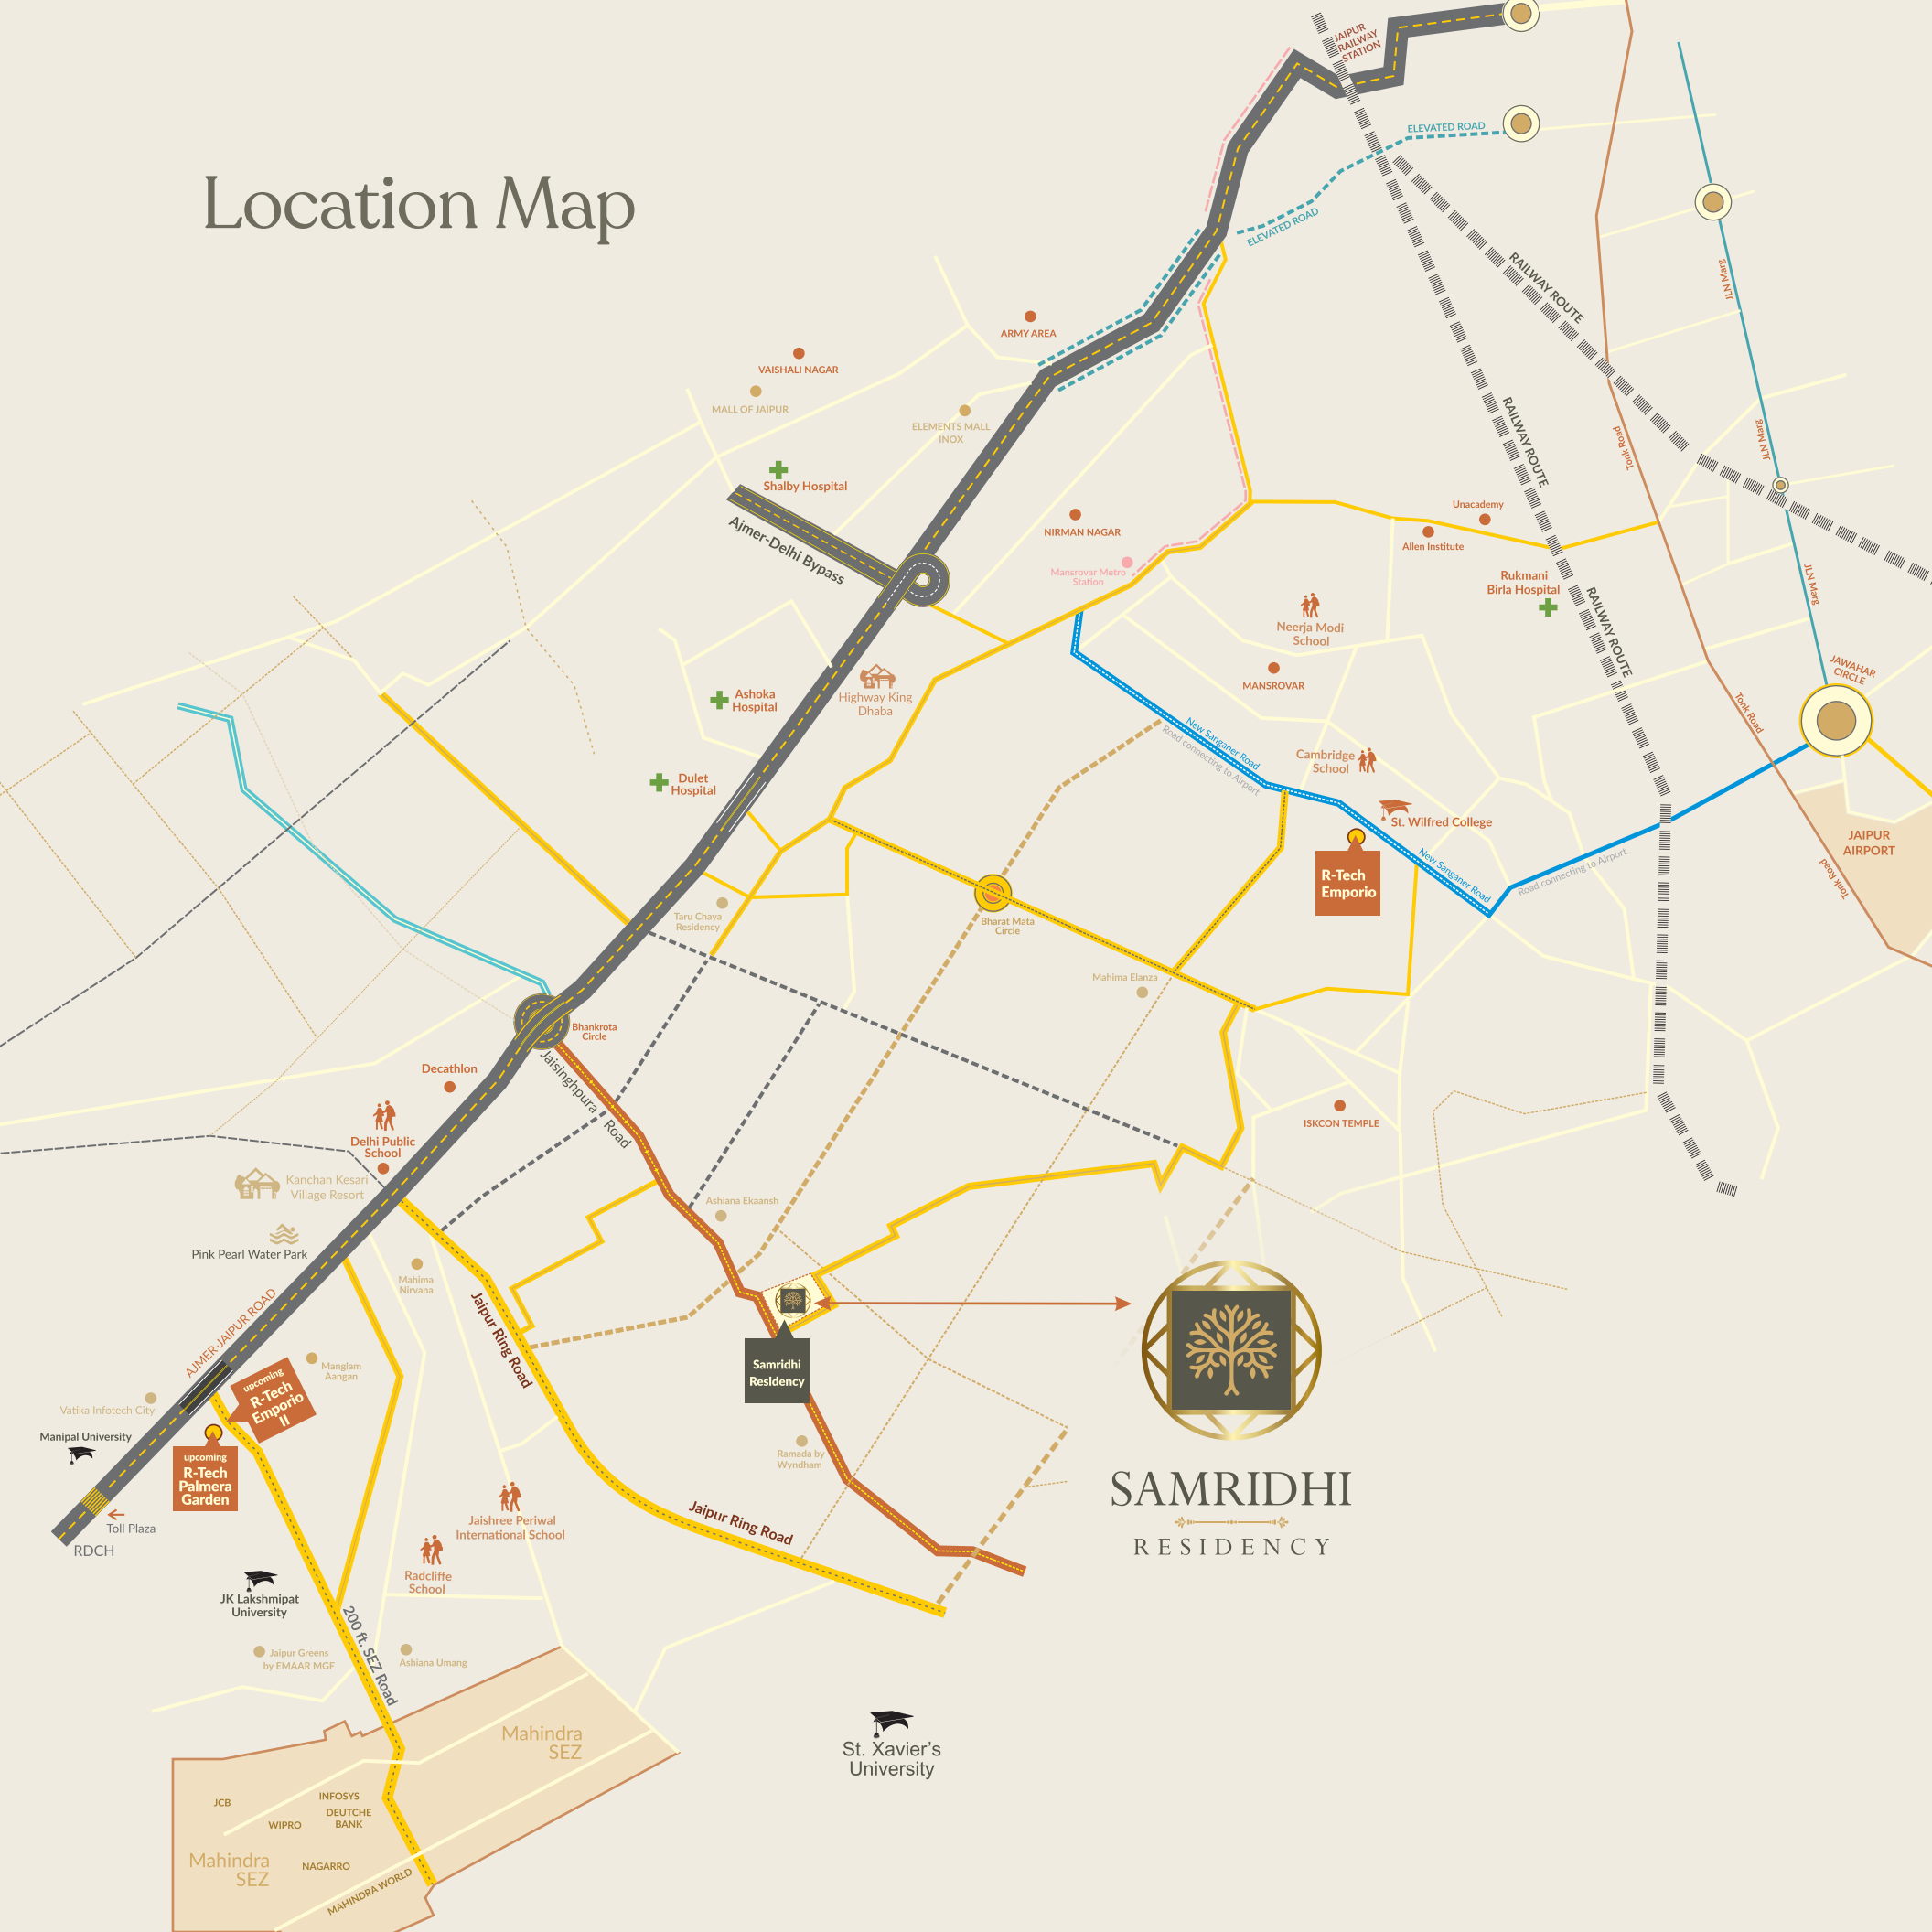 Location Map
JAIPUR
RAILWAY
STATION
ELEVATED ROAD
ELEVATED ROAD
RAILWAY ROUTE
JLN Marg
ARMY AREA
VAISHALI NAGAR
MALL OF JAIPUR
ELEMENTS MALL
INOX
RAILWAY ROUTE
Tonk Road
JLN Marg
Shalby Hospital
Ajmer-Delhi Bypass
NIRMAN NAGAR
Unacademy
Allen Institute
Mansrovar Metro
Station
Rukmani
Birla Hospital
JLN Marg
RAILWAY ROUTE
Neerja Modi
School
MANSROVAR
JAWAHAR
CIRCLE
Ashoka
Hospital
Highway King
Dhaba
Tonk Road
New Sanganer Road
Road connecting to Airport
Cambridge
School
Dulet
Hospital
St. Wilfred College
R-Tech
Emporio
JAIPUR
AIRPORT
Tonk Road
New Sanganer Road
Road connecting to Airport
Taru Chaya
Residency
Bharat Mata
Circle
Mahima Elanza
Bhankrota
Circle
Jaisinghpura Road
Decathlon
Delhi Public
School
ISKCON TEMPLE
Kanchan Kesari
Village Resort
Ashiana Ekaansh
Pink Pearl Water Park
Mahima
Nirvana
Jaipur Ring Road
AJMER-JAIPUR ROAD
Samridhi
Residency
Manglam
Aangan
upcoming
R-Tech
Emporio
II
Vatika Infotech City
Manipal University
upcoming
R-Tech
Palmera
Garden
Ramada by
Wyndham
SAMRIDHI
RESIDENCY
Jaipur Ring Road
Toll Plaza
RDCH
Jaishree Periwal
International School
Radcliffe
School
JK Lakshmipat
University
200 ft. SEZ Road
Jaipur Greens
by EMAAR MGF
Ashiana Umang
Mahindra
SEZ
St. Xavier's
University
JCB
INFOSYS
DEUTCHE
BANK
WIPRO
Mahindra
SEZ
NAGARRO
MAHINDRA WORLD